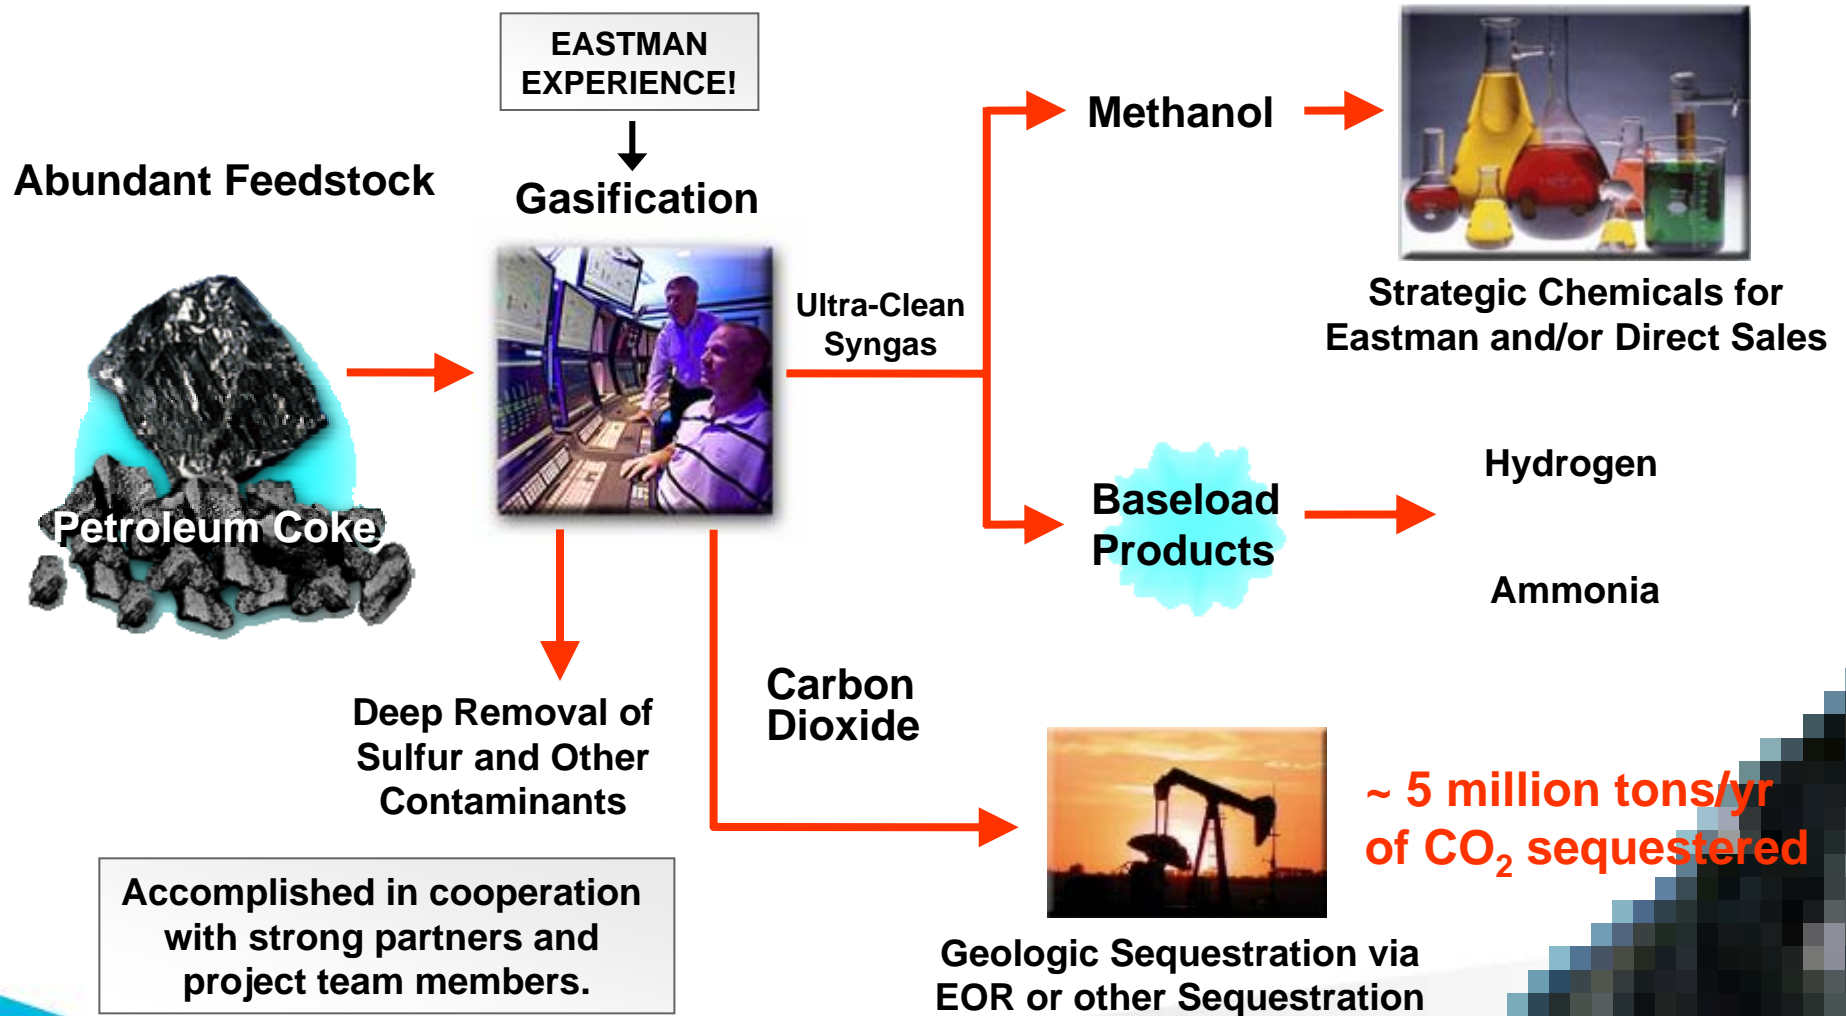 EASTMAN
EXPERIENCE!
Abundant Feedstock
Gasification
Methanol
Ultra-Clean
Syngas
Strategic Chemicals for
Eastman and/or Direct Sales
Petroleum Coke
Baseload
Products
Hydrogen
Ammonia
Deep Removal of
Sulfur and Other
Contaminants
Carbon
Dioxide
~ 5 million tons/yr
of CO₂ sequestered
Accomplished in cooperation
with strong partners and
project team members.
Geologic Sequestration via
EOR or other Sequestration